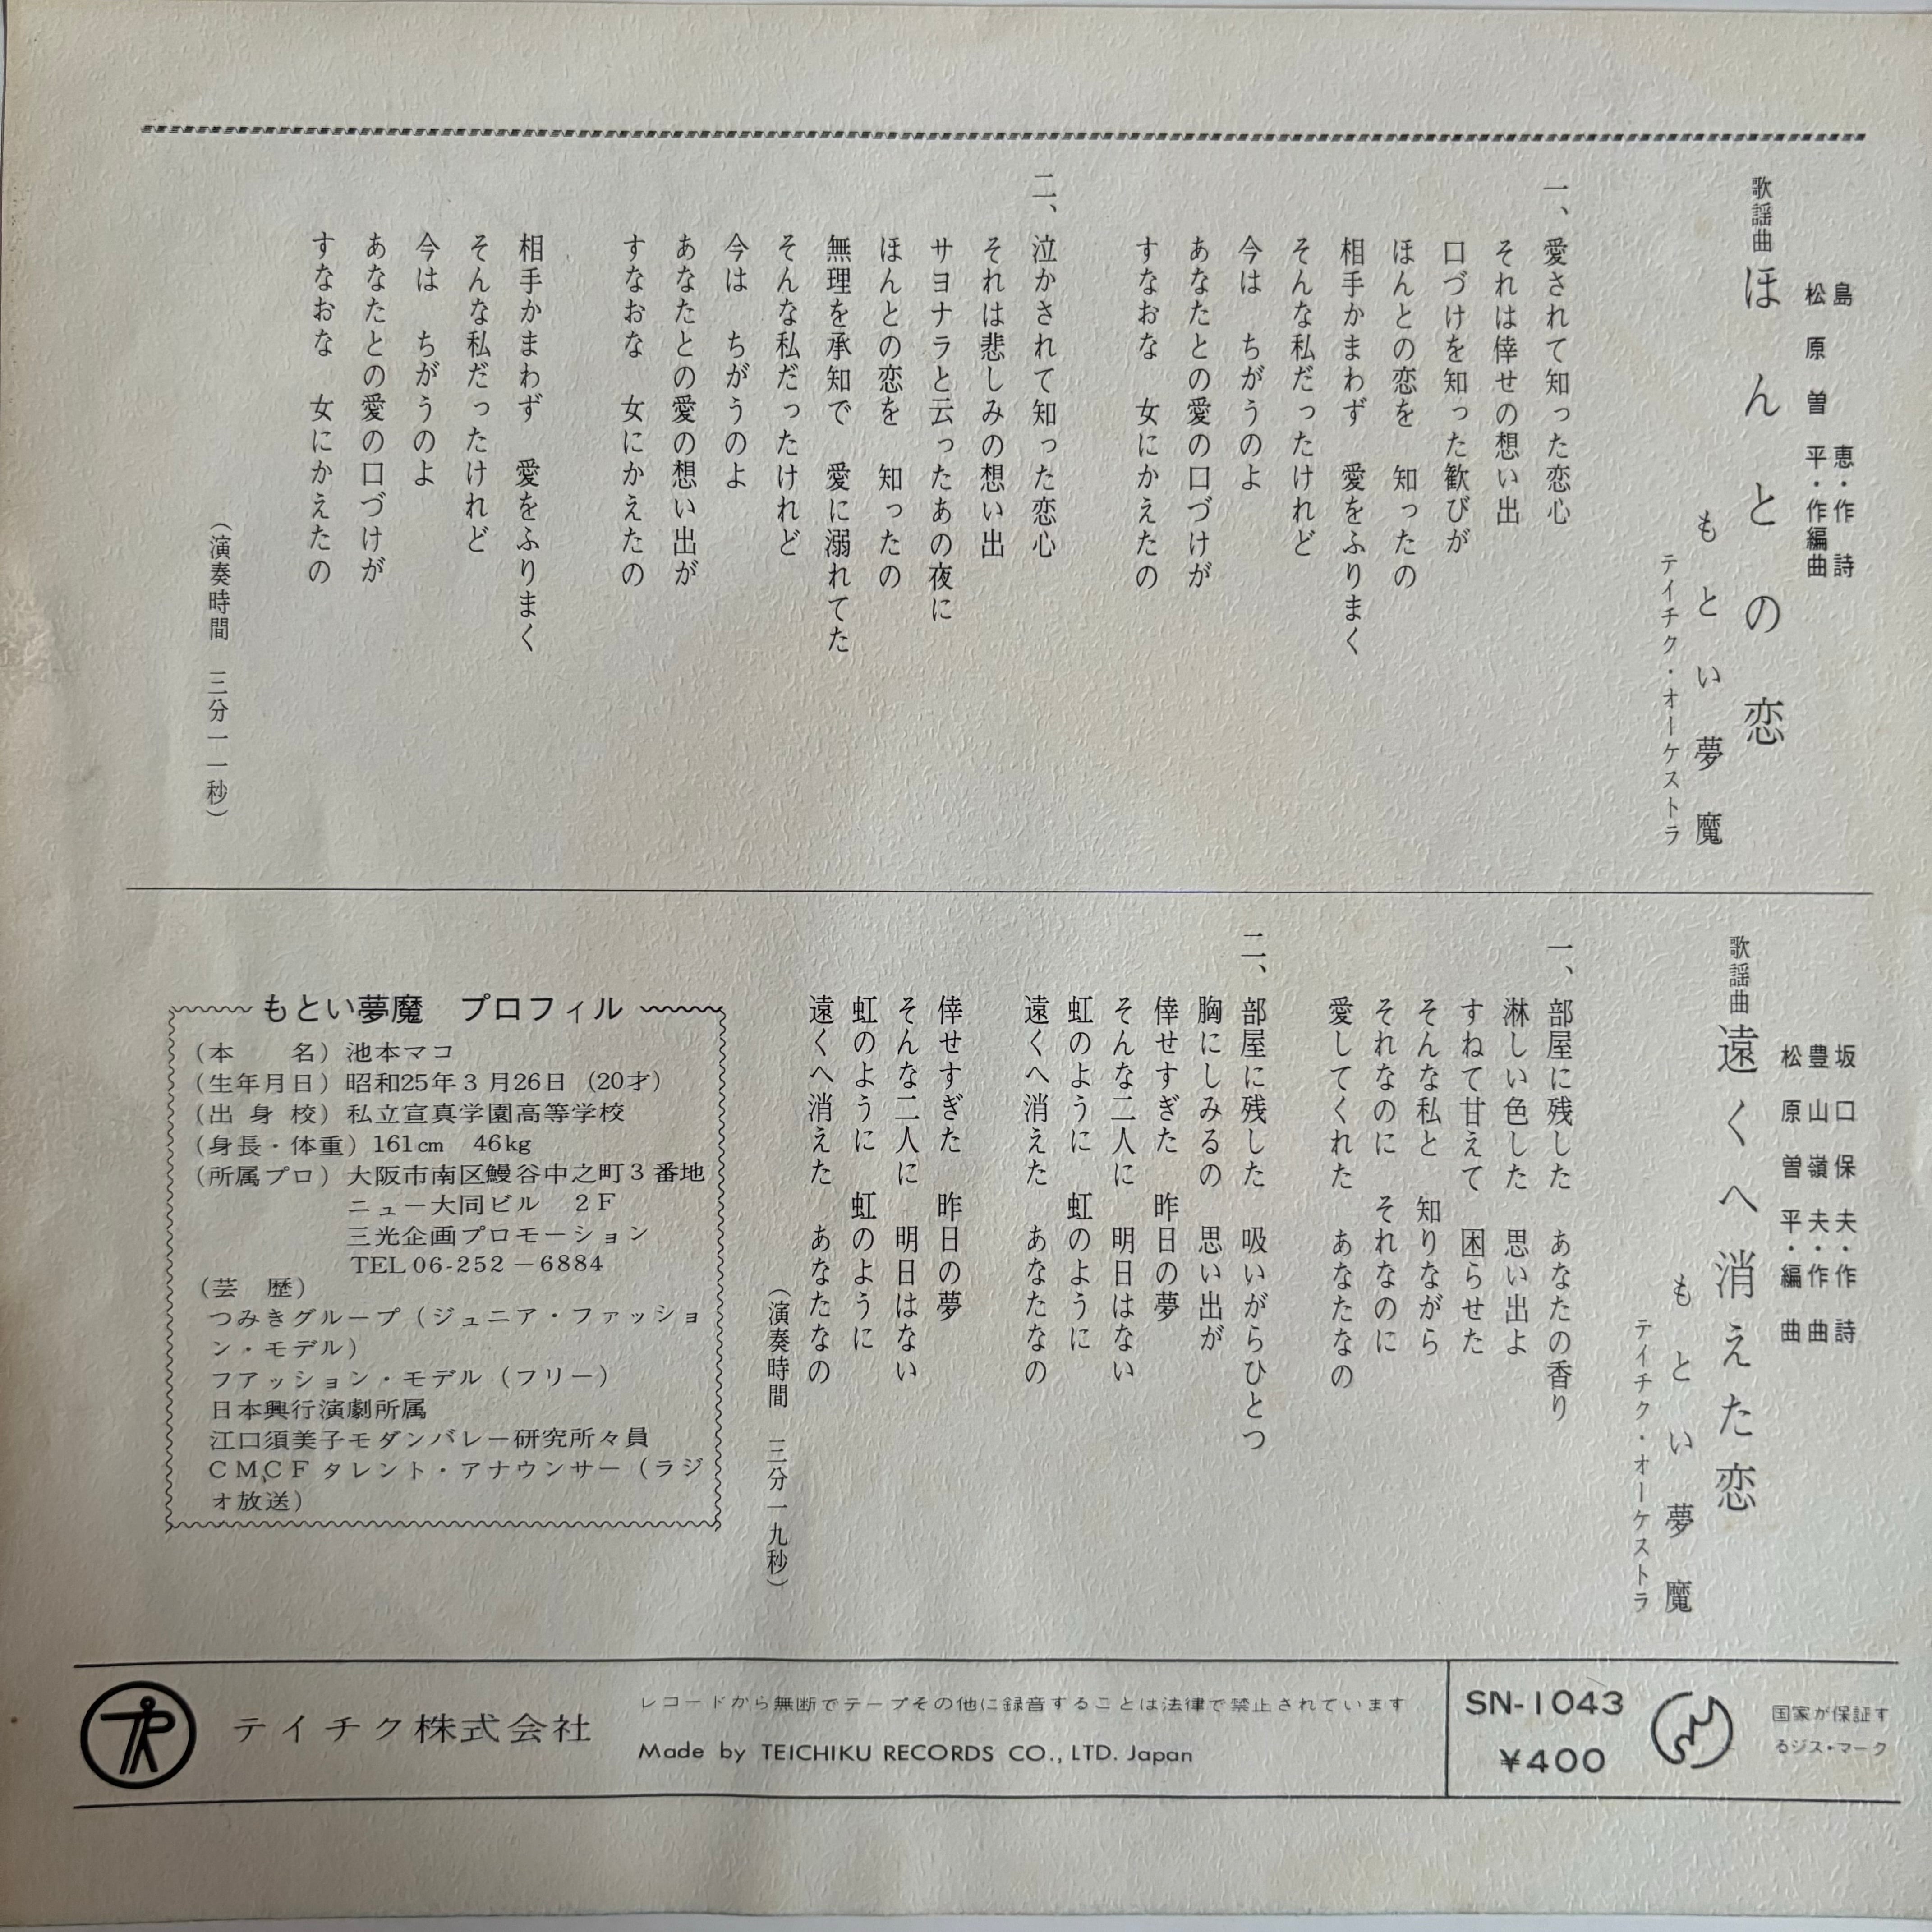 島　恵・作詩
松原曽平・作編曲
歌謡曲 ほんとの恋
もとい夢魔
テイチク・オーケストラ
一、愛されて知った恋心
それは倖せの想い出
口づけを知った歓びが
ほんとの恋を　知ったの
相手かまわず　愛をふりまく
そんな私だったけれど
今は　ちがうのよ
あなたとの愛の口づけが
すなおな　女にかえたの
二、泣かされて知った恋心
それは悲しみの想い出
サヨナラと云ったあの夜に
ほんとの恋を　知ったの
無理を承知で　愛に溺れてた
そんな私だったけれど
今は　ちがうのよ
あなたとの愛の想い出が
すなおな　女にかえたの
相手かまわず　愛をふりまく
そんな私だったけれど
今は　ちがうのよ
あなたとの愛の口づけが
すなおな　女にかえたの
（演奏時間　三分一一秒）
坂口保夫・作詩
豊山嶺夫・作曲
松原曽平・編曲
歌謡曲 遠くへ消えた恋
もとい夢魔
テイチク・オーケストラ
一、部屋に残した　あなたの香り
淋しい色した　思い出よ
すねて甘えて　困らせた
そんな私と　知りながら
それなのに　それなのに
愛してくれた　あなたなの
二、部屋に残した　吸いがらひとつ
胸にしみるの　思い出が
倖せすぎた　昨日の夢
そんな二人に　明日はない
虹のように　虹のように
遠くへ消えた　あなたなの
倖せすぎた　昨日の夢
そんな二人に　明日はない
虹のように　虹のように
遠くへ消えた　あなたなの
（演奏時間　三分一九秒）
もとい夢魔　プロフィル
（本　　名）池本マコ
（生年月日）昭和25年３月26日（20才）
（出 身 校）私立宣真学園高等学校
（身長・体重）161cm　46kg
（所属プロ）大阪市南区鰻谷中之町３番地
ニュー大同ビル　２Ｆ
三光企画プロモーション
TEL 06-252－6884
（芸　歴）
つみきグループ（ジュニア・ファッショ
ン・モデル）
フアッション・モデル（フリー）
日本興行演劇所属
江口須美子モダンバレー研究所々員
ＣＭ,ＣＦタレント・アナウンサー（ラジ
オ放送）
テイチク株式会社
レコードから無断でテープその他に録音することは法律で禁止されています
Made by TEICHIKU RECORDS CO., LTD. Japan
SN-1043
¥400
国家が保証す
るジス・マーク